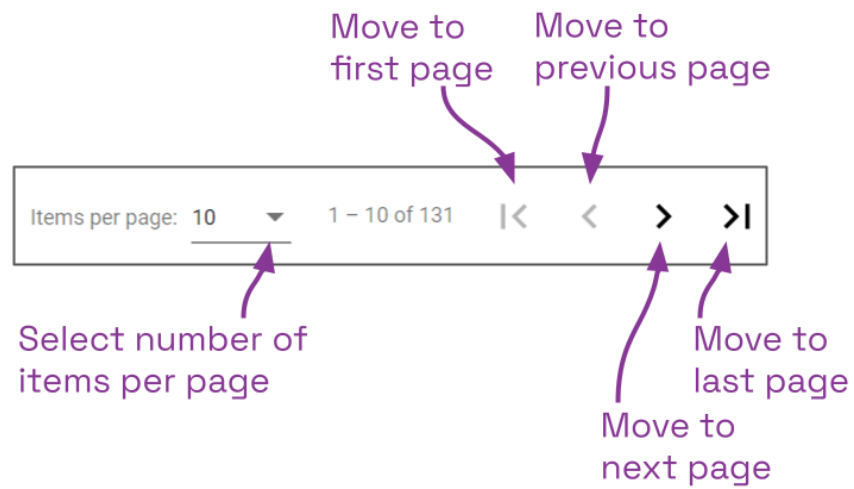 Move to
first page
Move to
previous page
Items per page: 10 1 – 10 of 131
Select number of
items per page
Move to
last page
Move to
next page